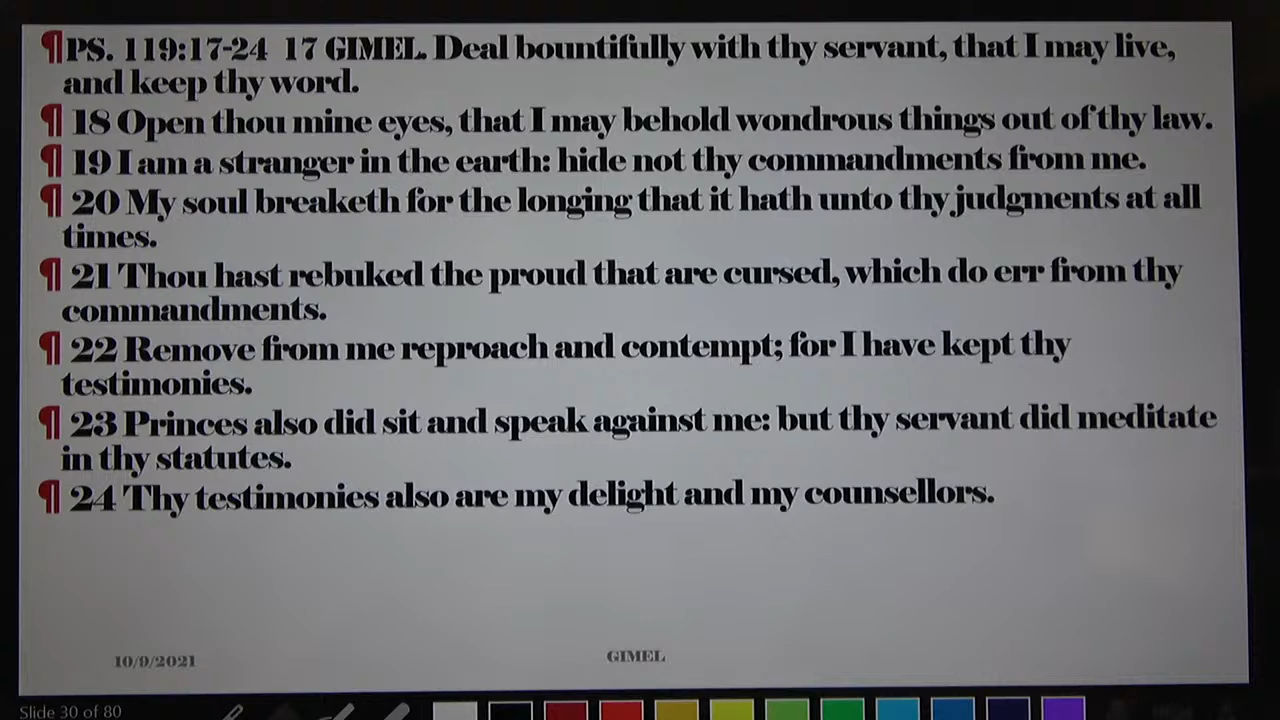 ¶PS. 119:17-24 17 GIMEL. Deal bountifully with thy servant, that I may live,
and keep thy word.
¶ 18 Open thou mine eyes, that I may behold wondrous things out of thy law.
¶ 19 I am a stranger in the earth: hide not thy commandments from me.
¶ 20 My soul breaketh for the longing that it hath unto thy judgments at all
times.
¶ 21 Thou hast rebuked the proud that are cursed, which do err from thy
commandments.
¶ 22 Remove from me reproach and contempt; for I have kept thy
testimonies.
¶ 23 Princes also did sit and speak against me: but thy servant did meditate
in thy statutes.
¶ 24 Thy testimonies also are my delight and my counsellors.
10/9/2021
GIMEL
Slide 30 of 80